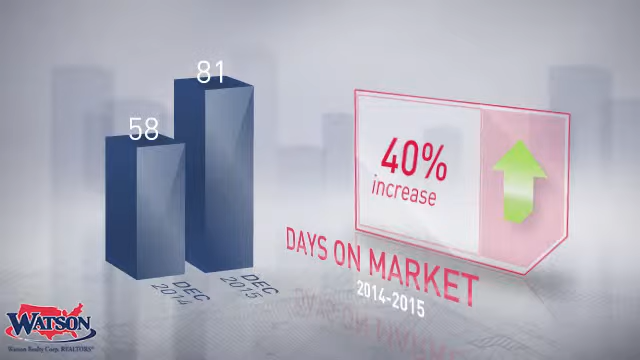 58
81
DEC
2014
DEC
2015
40%
increase
DAYS ON MARKET
2014-2015
WATSON
Watson Realty Corp. REALTORS®